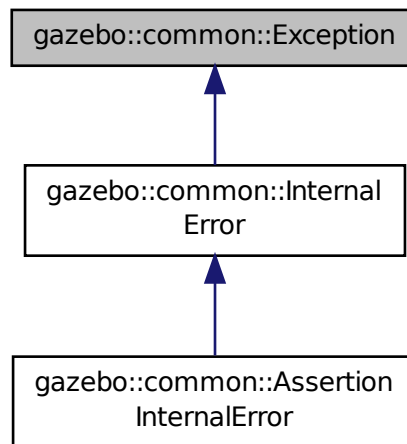 gazebo::common::Exception
gazebo::common::Internal
Error
gazebo::common::Assertion
InternalError